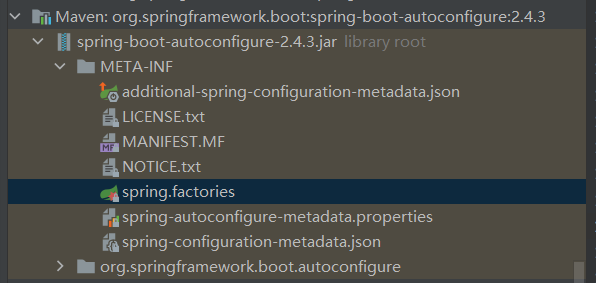 Maven: org.springframework.boot:spring-boot-autoconfigure:2.4.3
spring-boot-autoconfigure-2.4.3.jar library root
META-INF
additional-spring-configuration-metadata.json
LICENSE.txt
MANIFEST.MF
NOTICE.txt
spring.factories
spring-autoconfigure-metadata.properties
spring-configuration-metadata.json
org.springframework.boot.autoconfigure